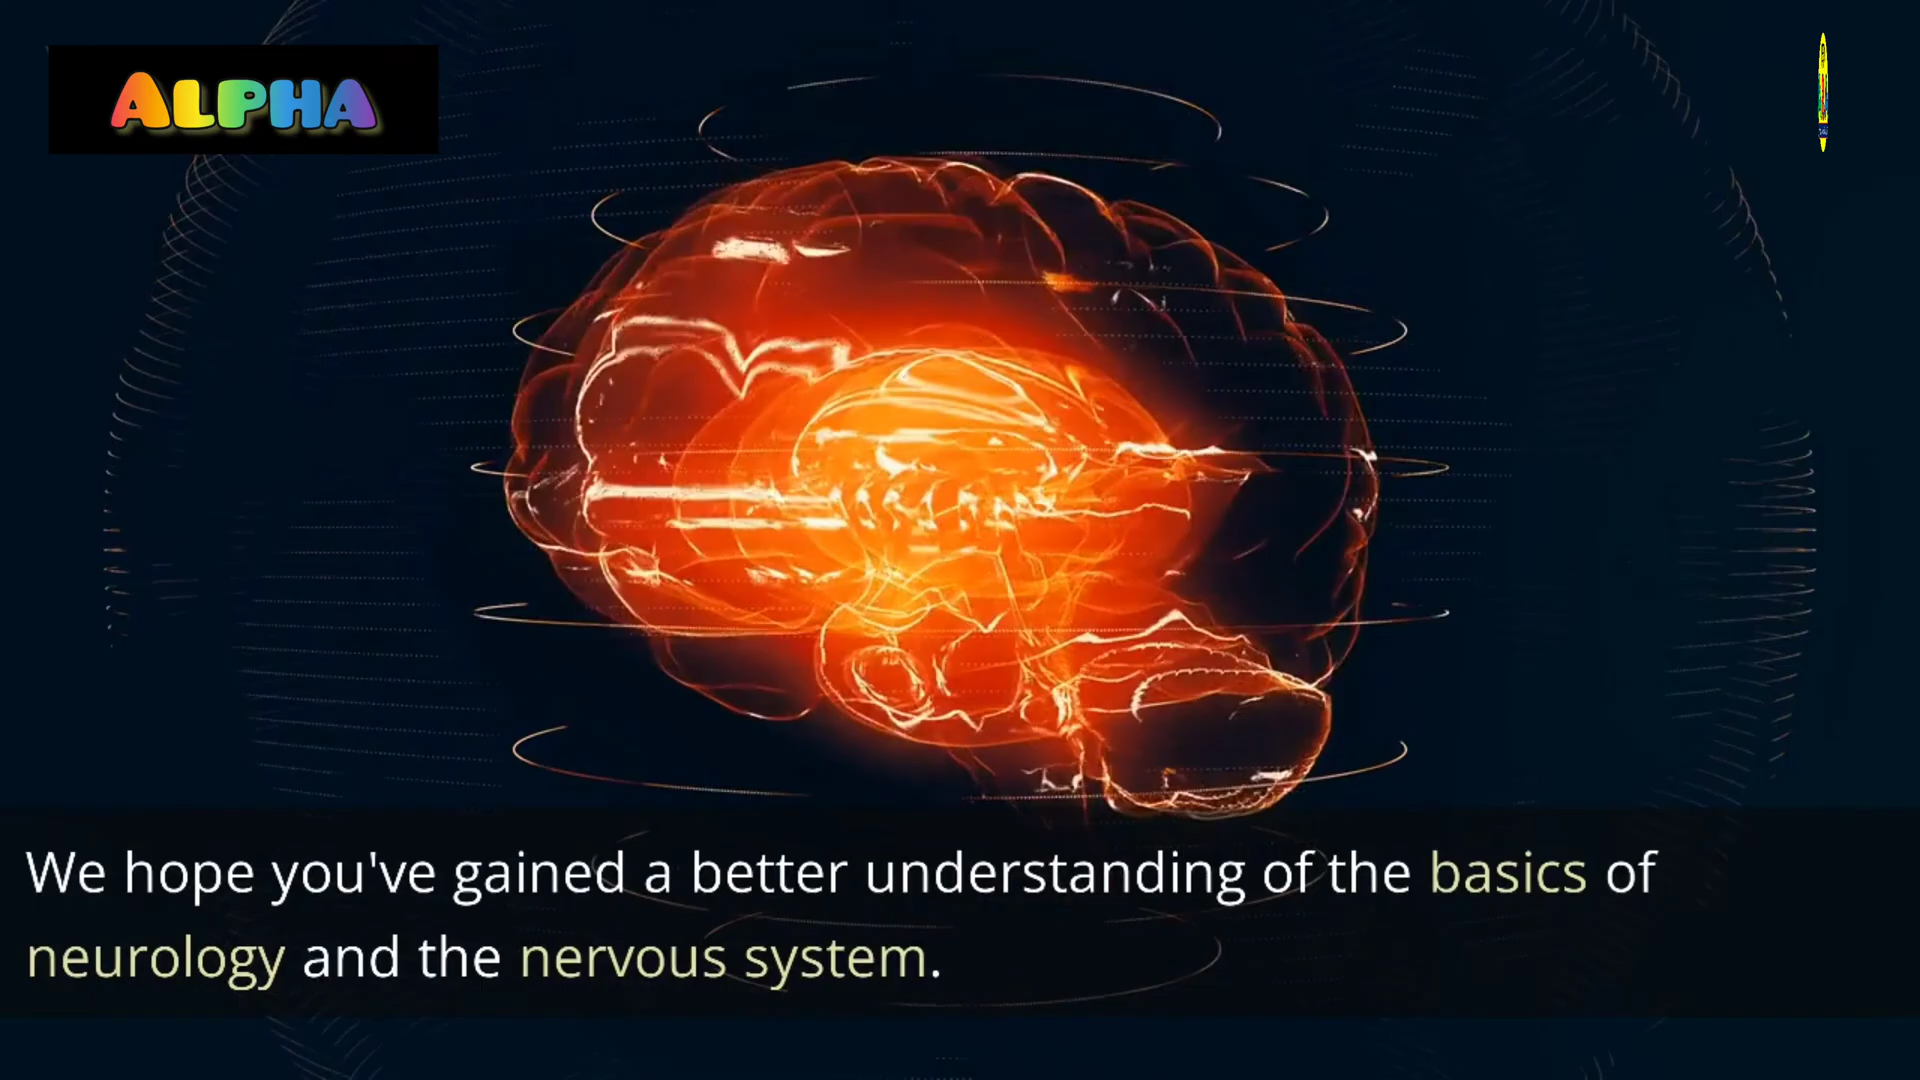 ALPHA
We hope you've gained a better understanding of the basics of
neurology and the nervous system.